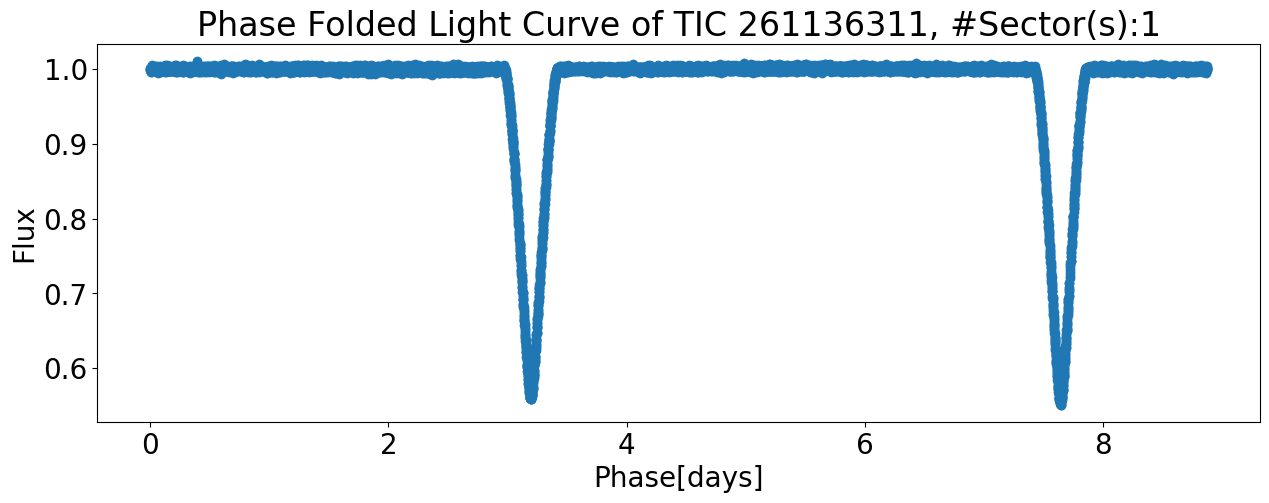 Phase Folded Light Curve of TIC 261136311, #Sector(s):1
1.0
0.9
0.8
0.7
0.6
Flux
0 2 4 6 8
Phase[days]